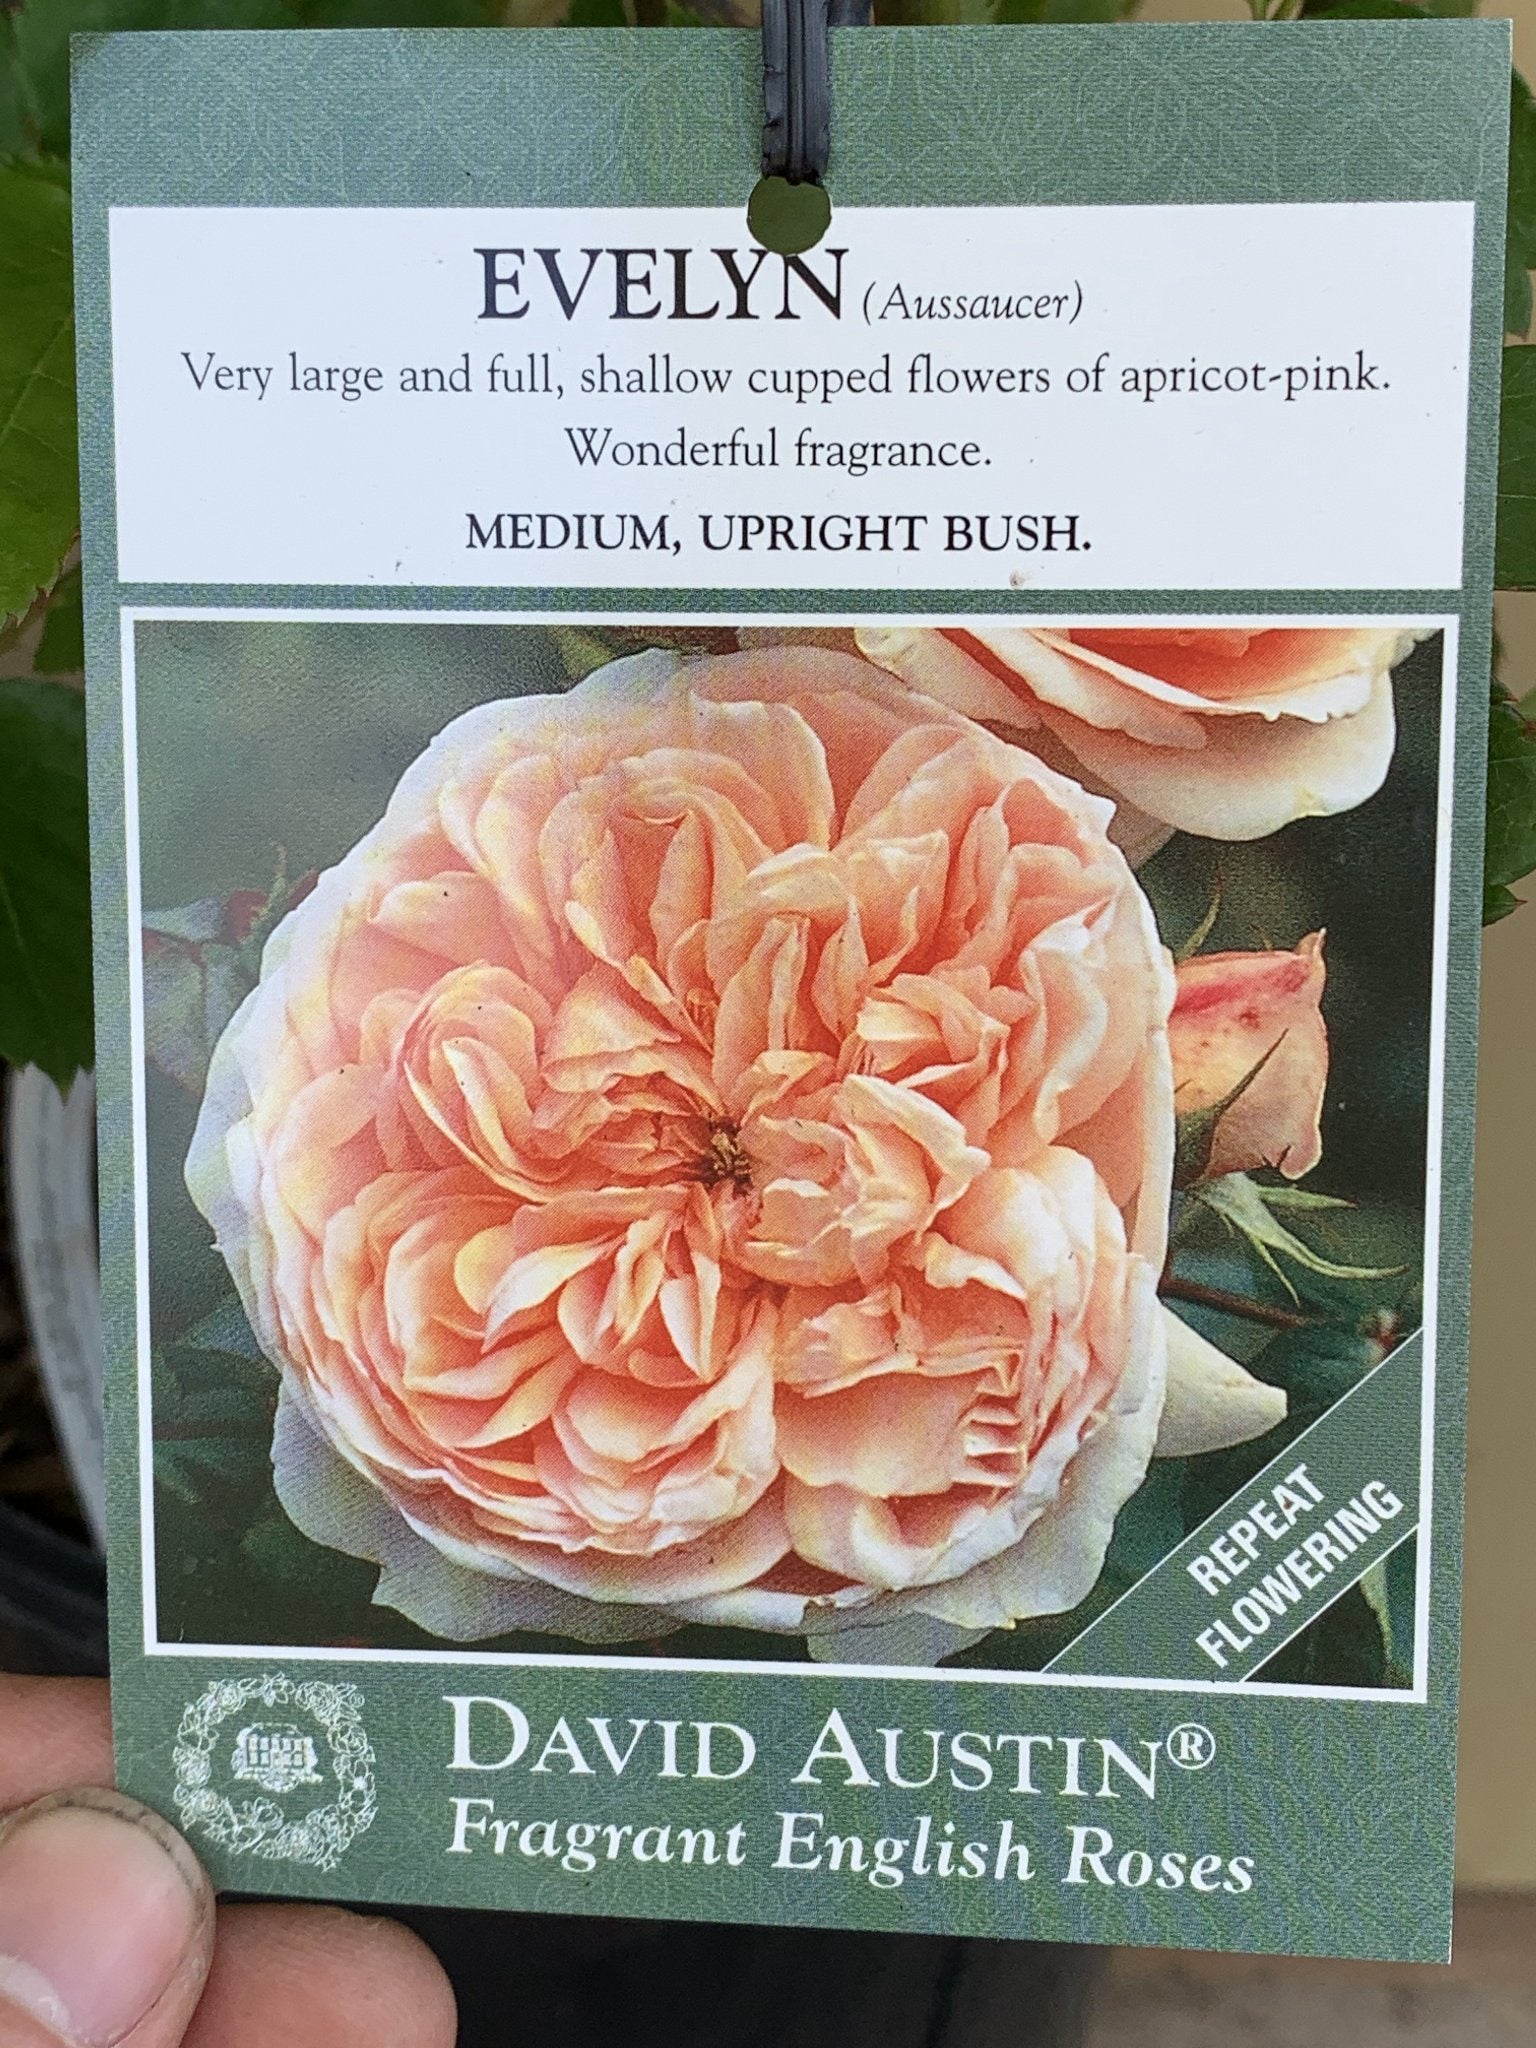 EVELYN (Aussaucer)
Very large and full, shallow cupped flowers of apricot-pink.
Wonderful fragrance.
MEDIUM, UPRIGHT BUSH.
REPEAT
FLOWERING
DAVID AUSTIN®
Fragrant English Roses